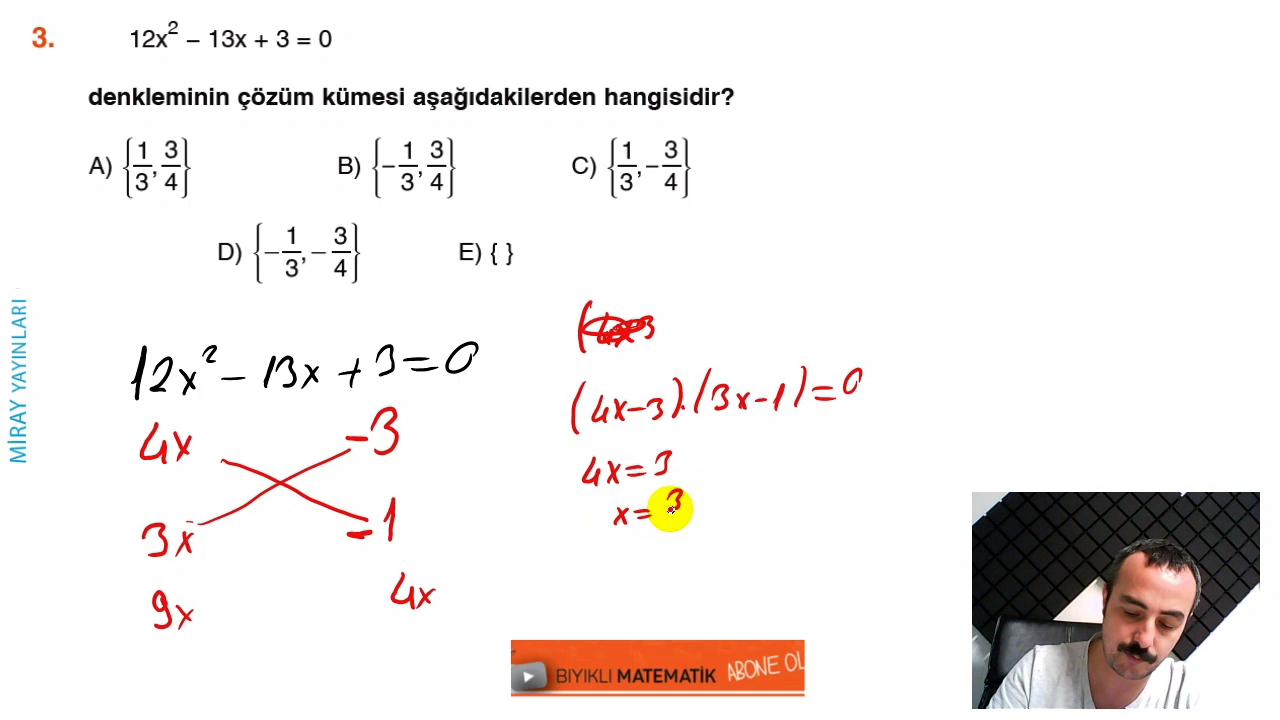 3. 12x² − 13x + 3 = 0
denkleminin çözüm kümesi aşağıdakilerden hangisidir?
A) {1/3, 3/4} B) {−1/3, 3/4} C) {1/3, −3/4}
D) {−1/3, −3/4} E) { }
MİRAY YAYINLARI
12x² − 13x + 3 = 0
4x −3
3x −1
9x 4x
(4x−3).(3x−1)=0
4x=3
x=3
BIYIKLI MATEMATİK ABONE OL